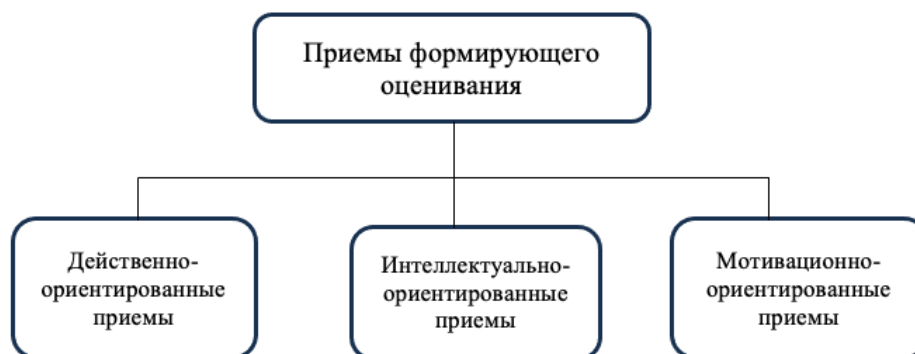 Приемы формирующего
оценивания
Действенно-
ориентированные
приемы
Интеллектуально-
ориентированные
приемы
Мотивационно-
ориентированные
приемы